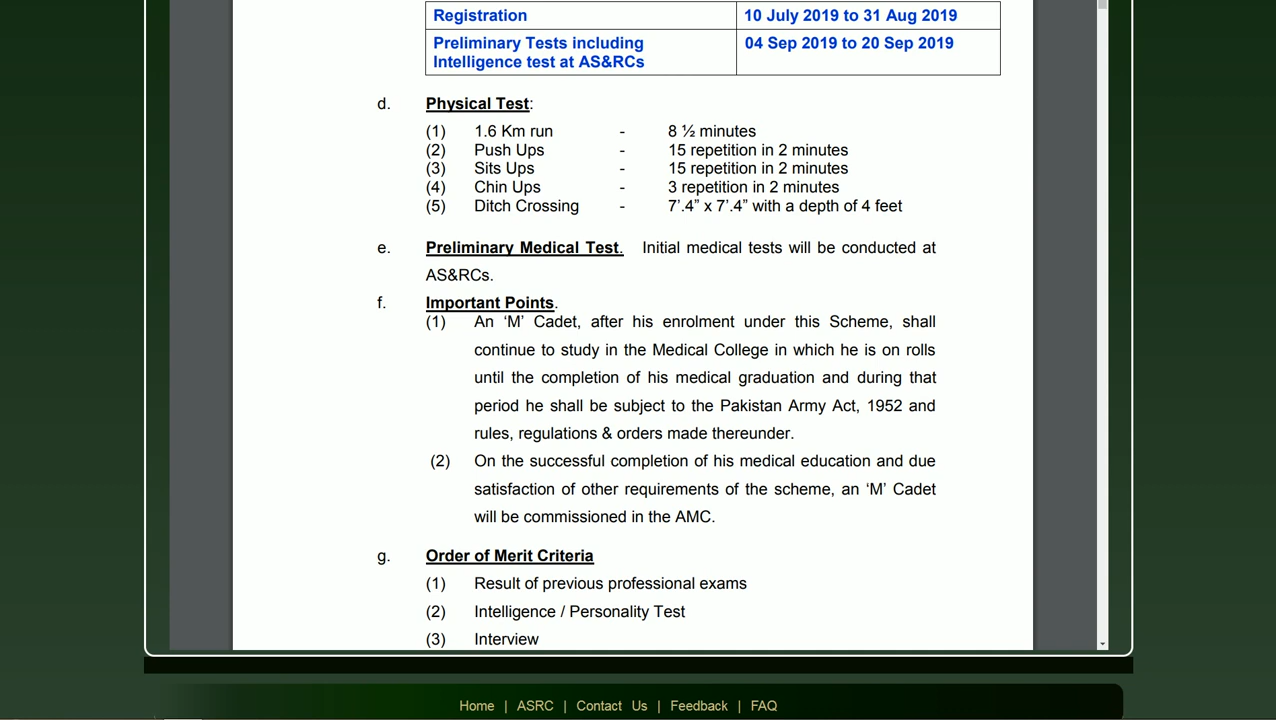 Registration 10 July 2019 to 31 Aug 2019
Preliminary Tests including 04 Sep 2019 to 20 Sep 2019
Intelligence test at AS&RCs
d. Physical Test:
(1) 1.6 Km run - 8 ½ minutes
(2) Push Ups - 15 repetition in 2 minutes
(3) Sits Ups - 15 repetition in 2 minutes
(4) Chin Ups - 3 repetition in 2 minutes
(5) Ditch Crossing - 7’.4” x 7’.4” with a depth of 4 feet
e. Preliminary Medical Test. Initial medical tests will be conducted at
AS&RCs.
f. Important Points.
(1) An ‘M’ Cadet, after his enrolment under this Scheme, shall
continue to study in the Medical College in which he is on rolls
until the completion of his medical graduation and during that
period he shall be subject to the Pakistan Army Act, 1952 and
rules, regulations & orders made thereunder.
(2) On the successful completion of his medical education and due
satisfaction of other requirements of the scheme, an ‘M’ Cadet
will be commissioned in the AMC.
g. Order of Merit Criteria
(1) Result of previous professional exams
(2) Intelligence / Personality Test
(3) Interview
Home | ASRC | Contact Us | Feedback | FAQ